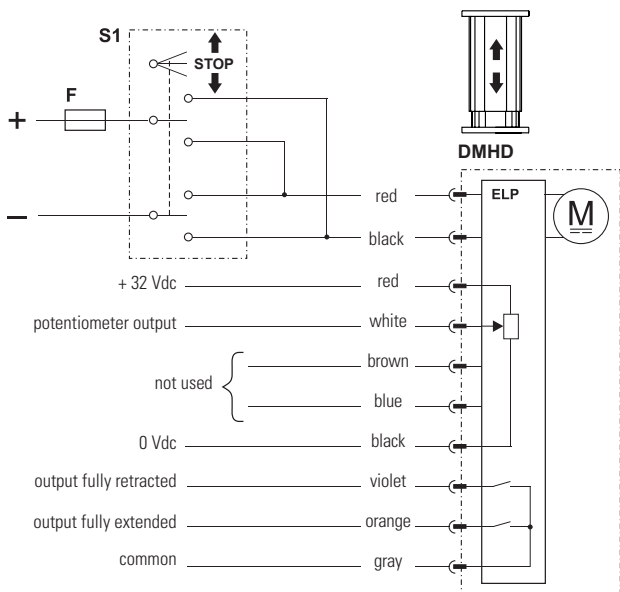 S1
STOP
F
+
–
DMHD
ELP
M
red
black
+ 32 Vdc red
potentiometer output white
not used
brown
blue
0 Vdc black
output fully retracted violet
output fully extended orange
common gray